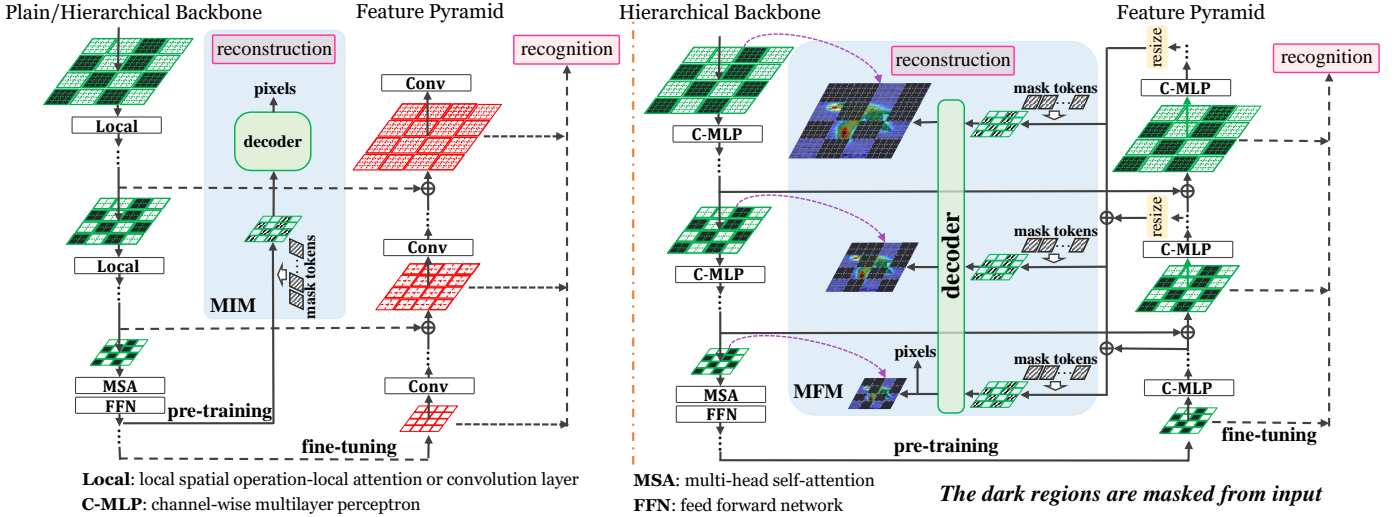 Plain/Hierarchical Backbone
Feature Pyramid
reconstruction
recognition
pixels
Conv
Local
decoder
Conv
Local
mask tokens
MIM
MSA
FFN
Conv
pre-training
fine-tuning
Hierarchical Backbone
Feature Pyramid
reconstruction
resize
recognition
mask tokens
C-MLP
C-MLP
resize
mask tokens
C-MLP
C-MLP
decoder
pixels
mask tokens
MFM
MSA
FFN
C-MLP
pre-training
fine-tuning
Local: local spatial operation-local attention or convolution layer
C-MLP: channel-wise multilayer perceptron
MSA: multi-head self-attention
FFN: feed forward network
The dark regions are masked from input